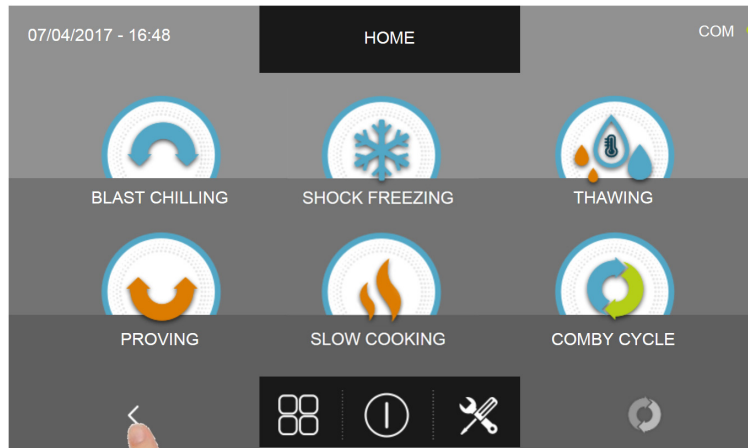 07/04/2017 - 16:48
HOME
COM
BLAST CHILLING
SHOCK FREEZING
THAWING
PROVING
SLOW COOKING
COMBY CYCLE